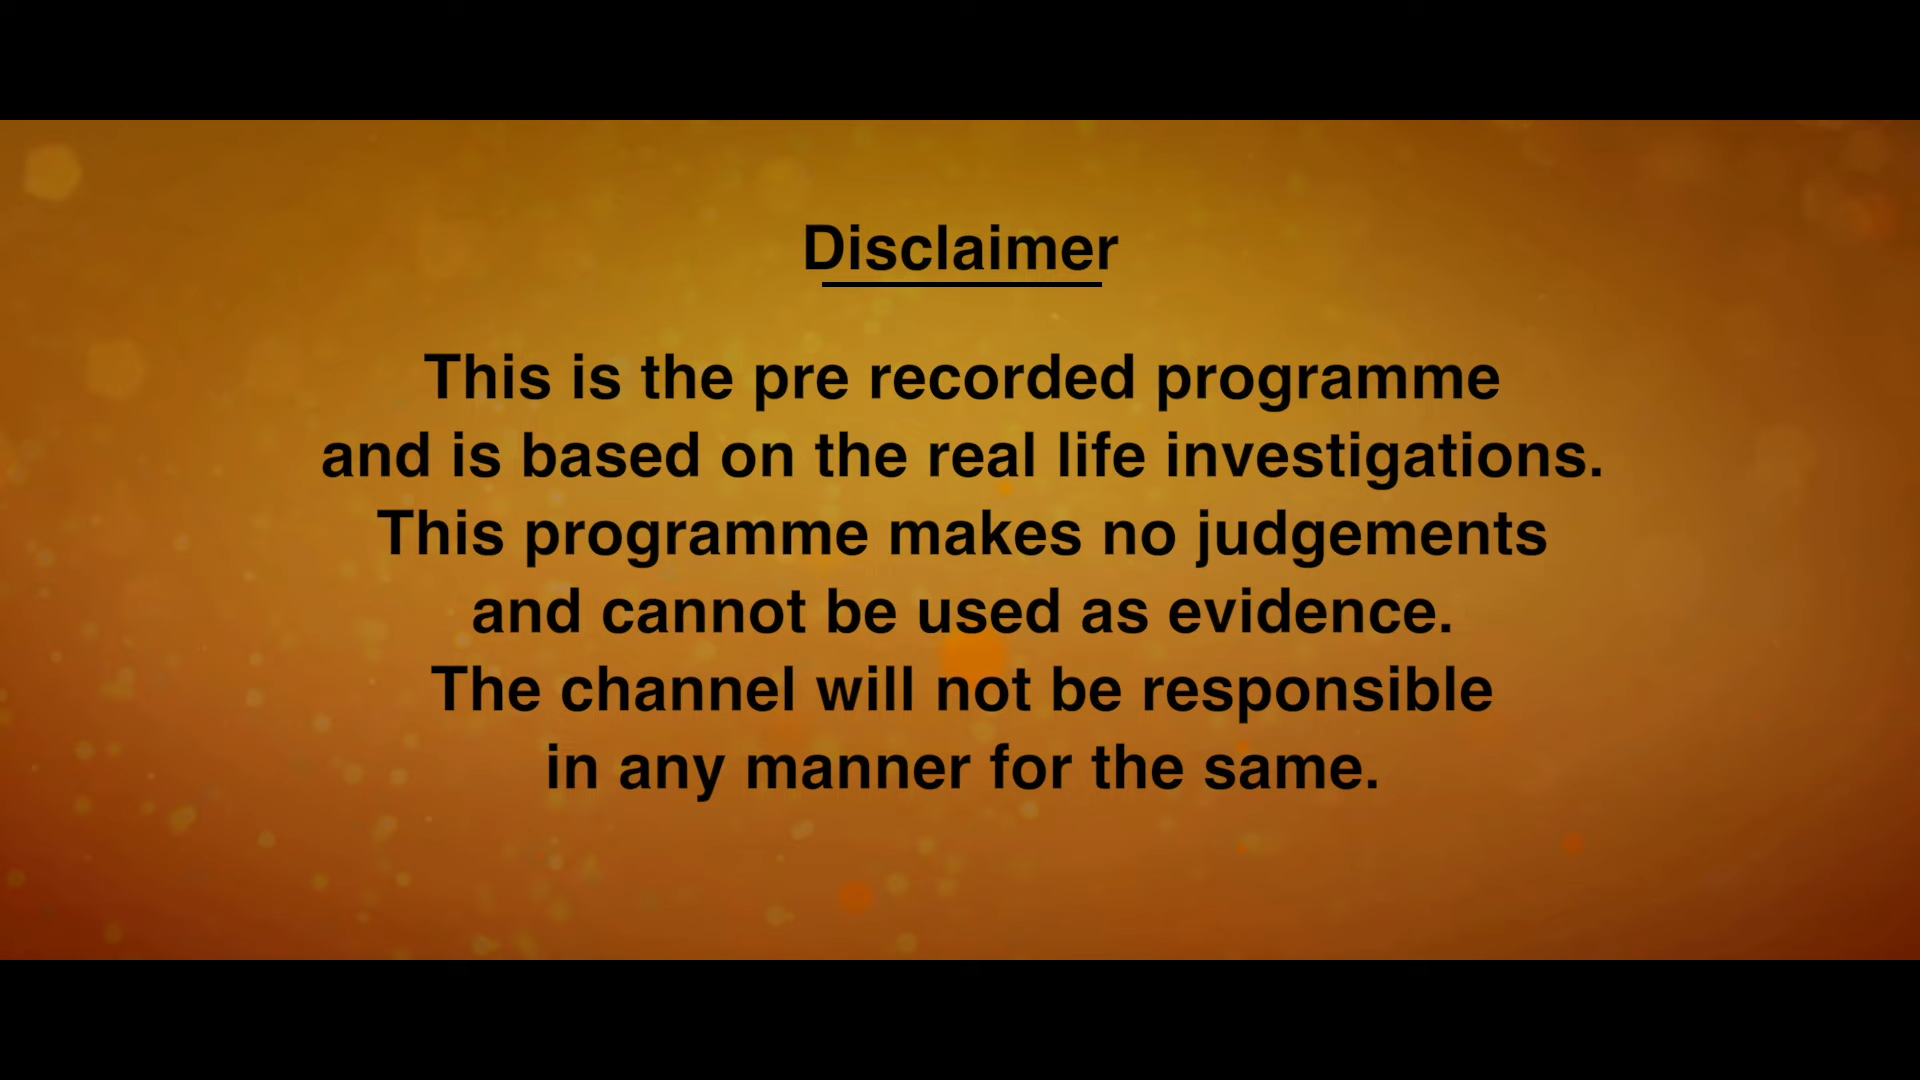 Disclaimer
This is the pre recorded programme
and is based on the real life investigations.
This programme makes no judgements
and cannot be used as evidence.
The channel will not be responsible
in any manner for the same.